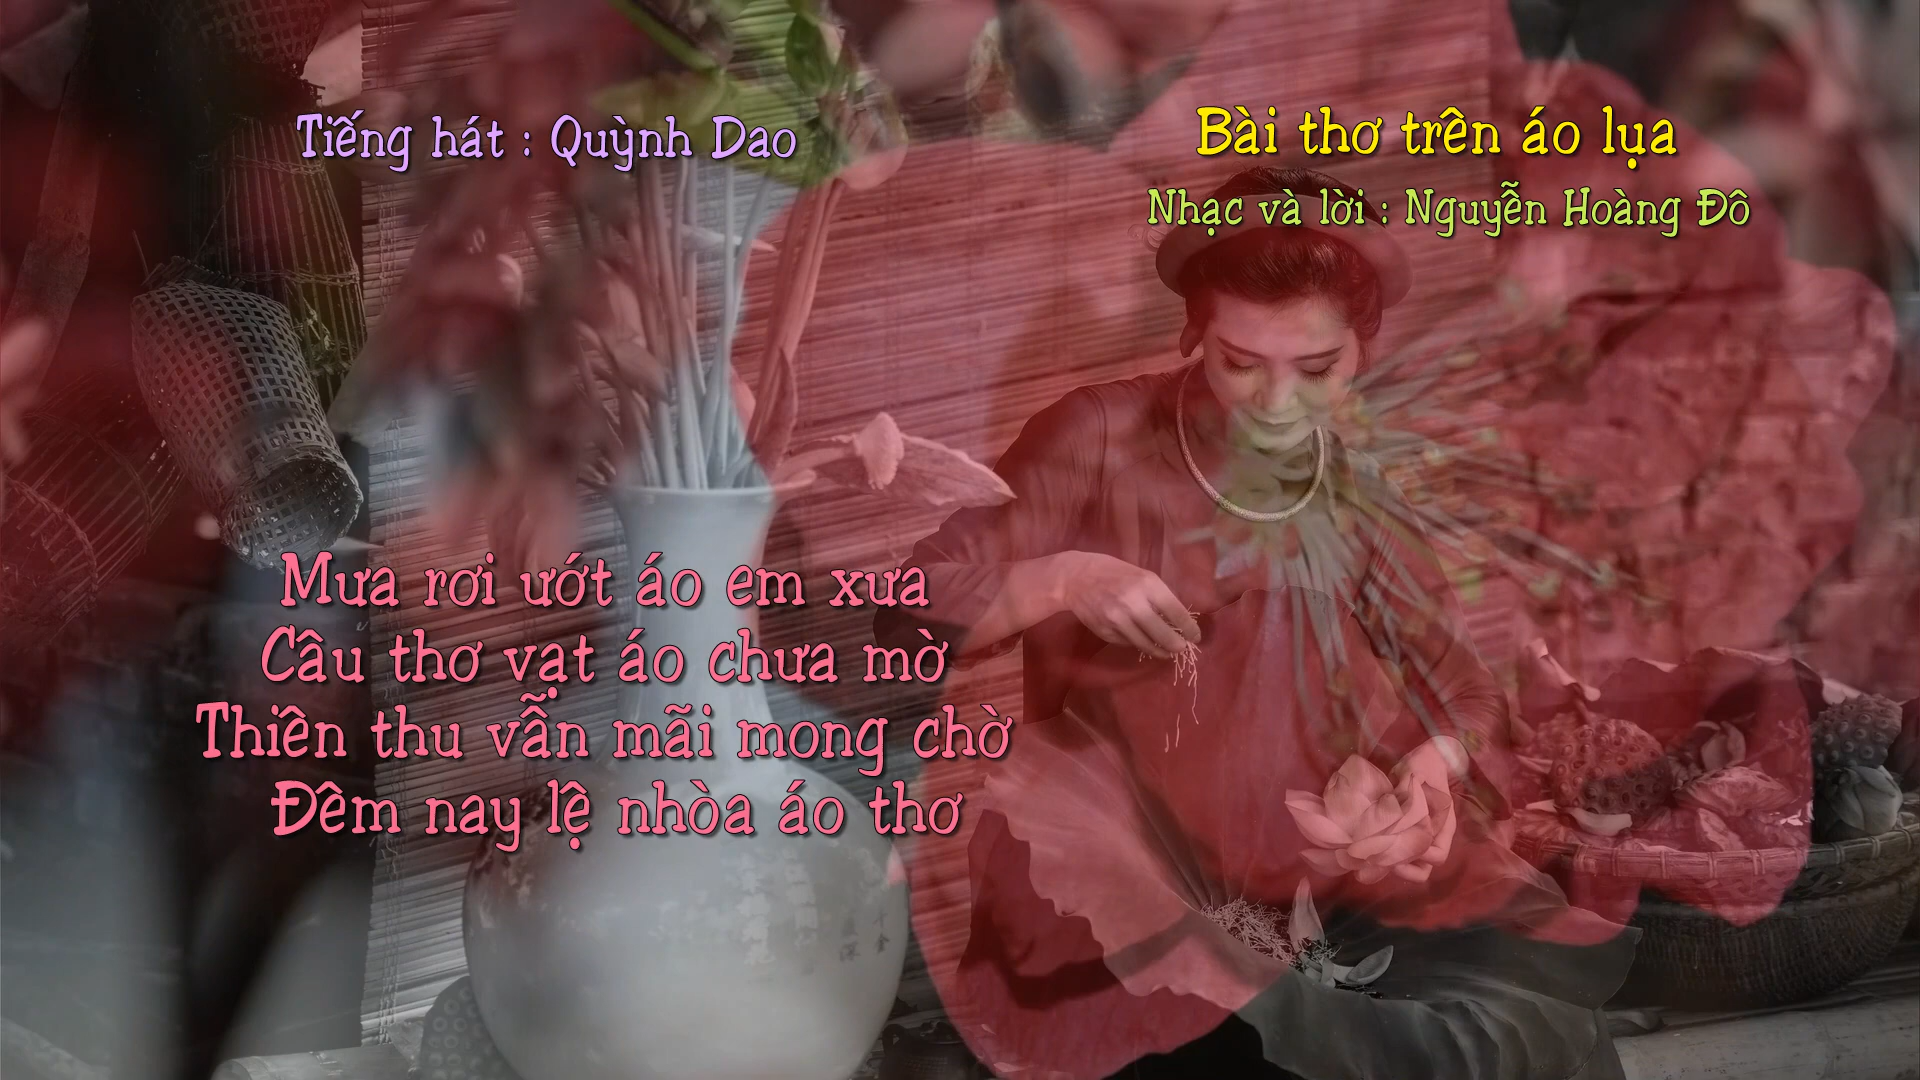 Tiếng hát : Quỳnh Dao
Bài thơ trên áo lụa
Nhạc và lời : Nguyễn Hoàng Đô
Mưa rơi ướt áo em xưa
Câu thơ vạt áo chưa mờ
Thiên thu vẫn mãi mong chờ
Đêm nay lệ nhòa áo thơ